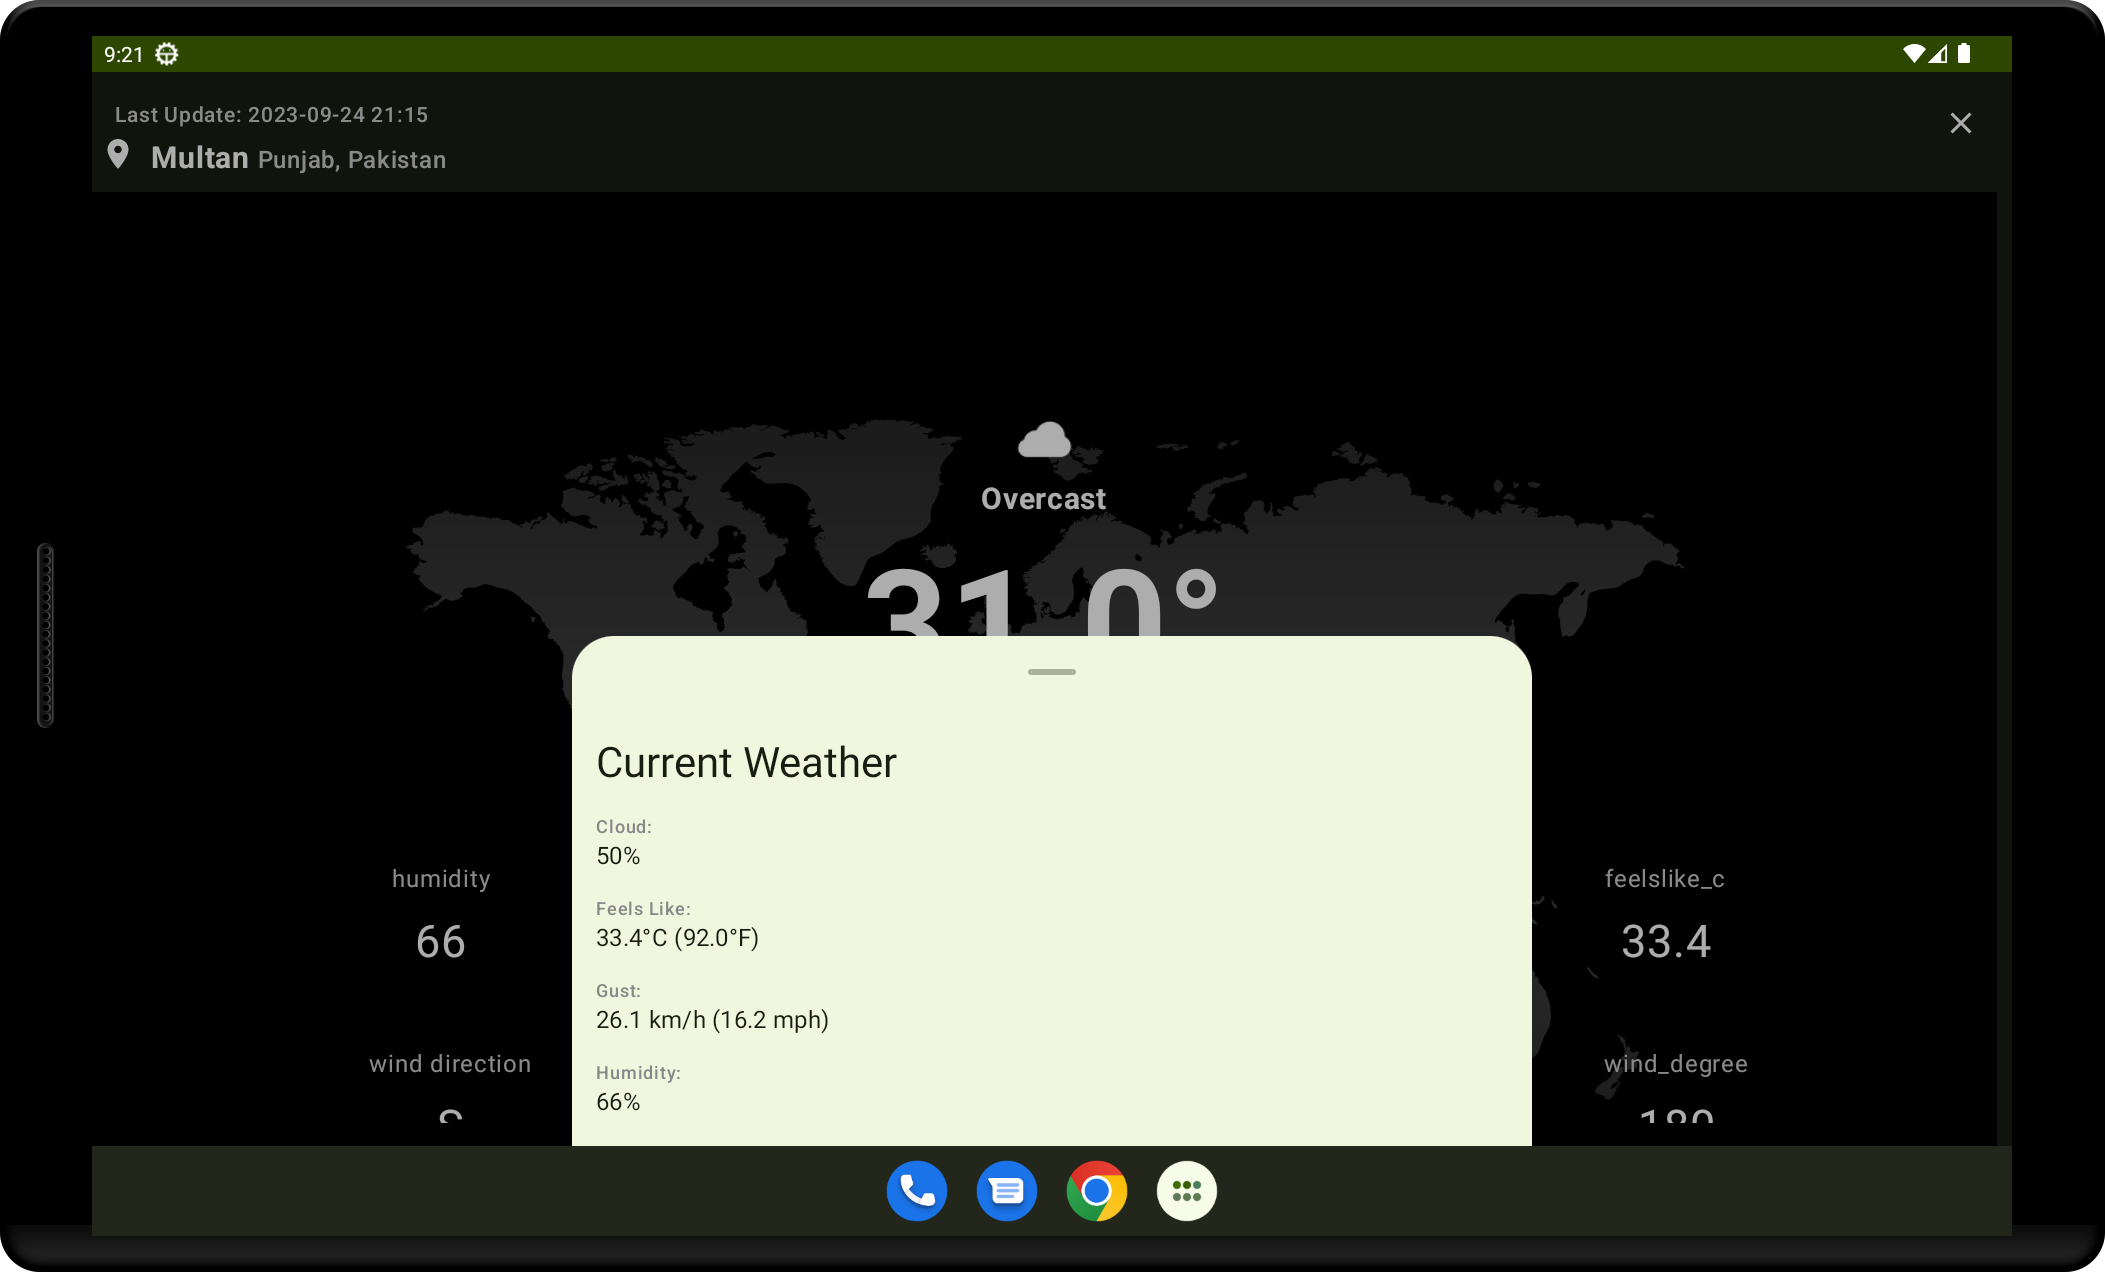 9:21
Last Update: 2023-09-24 21:15
Multan Punjab, Pakistan
Overcast
31.0°
Current Weather
Cloud:
50%
Feels Like:
33.4°C (92.0°F)
Gust:
26.1 km/h (16.2 mph)
Humidity:
66%
humidity
66
feelslike_c
33.4
wind direction
wind_degree